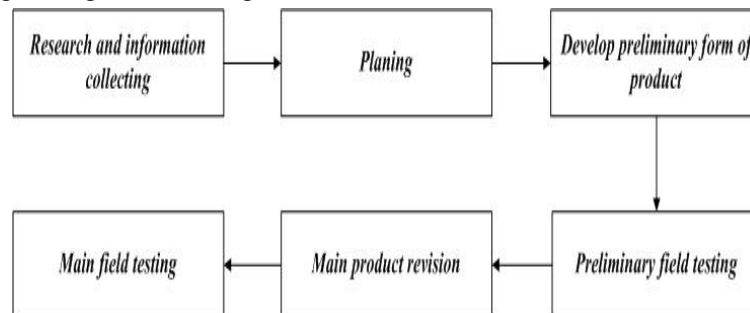 Research and information
collecting
Planing
Develop preliminary form of
product
Main field testing
Main product revision
Preliminary field testing